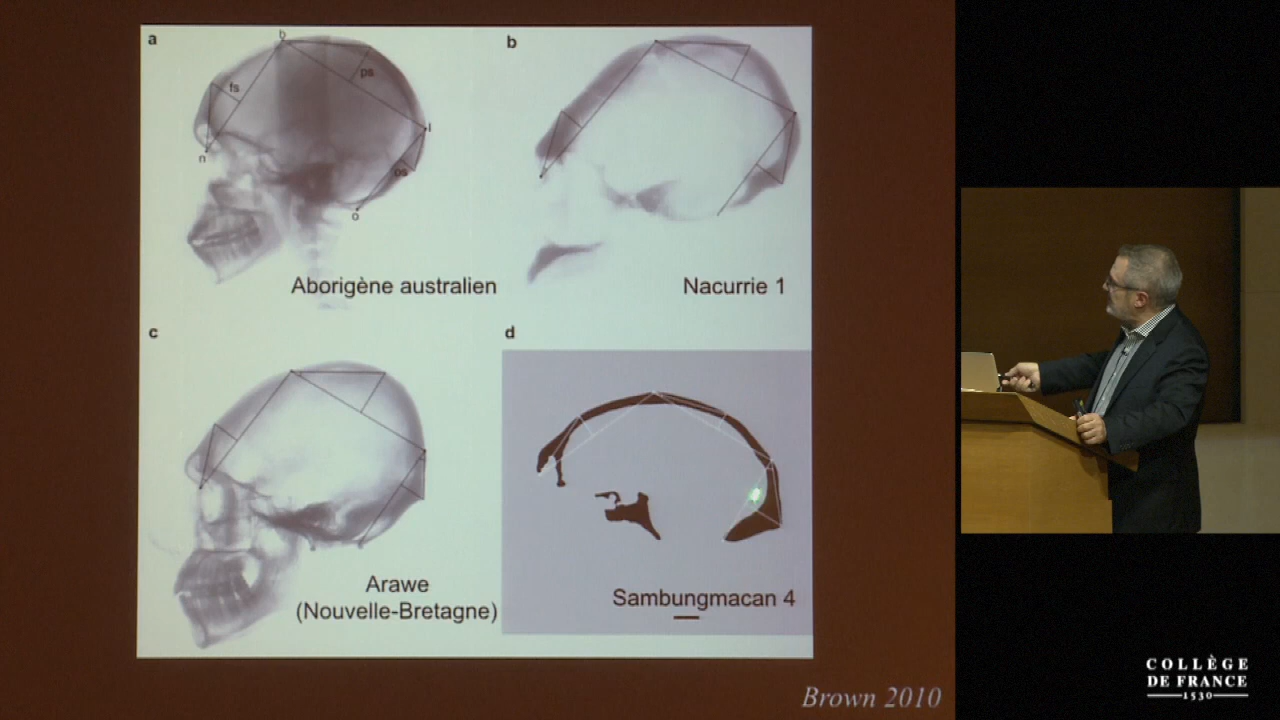 a
b
fs
ps
l
n
os
o
Aborigène australien
b
Nacurrie 1
c
Arawe
(Nouvelle-Bretagne)
d
Sambungmacan 4
Brown 2010
COLLÈGE
DE FRANCE
1530